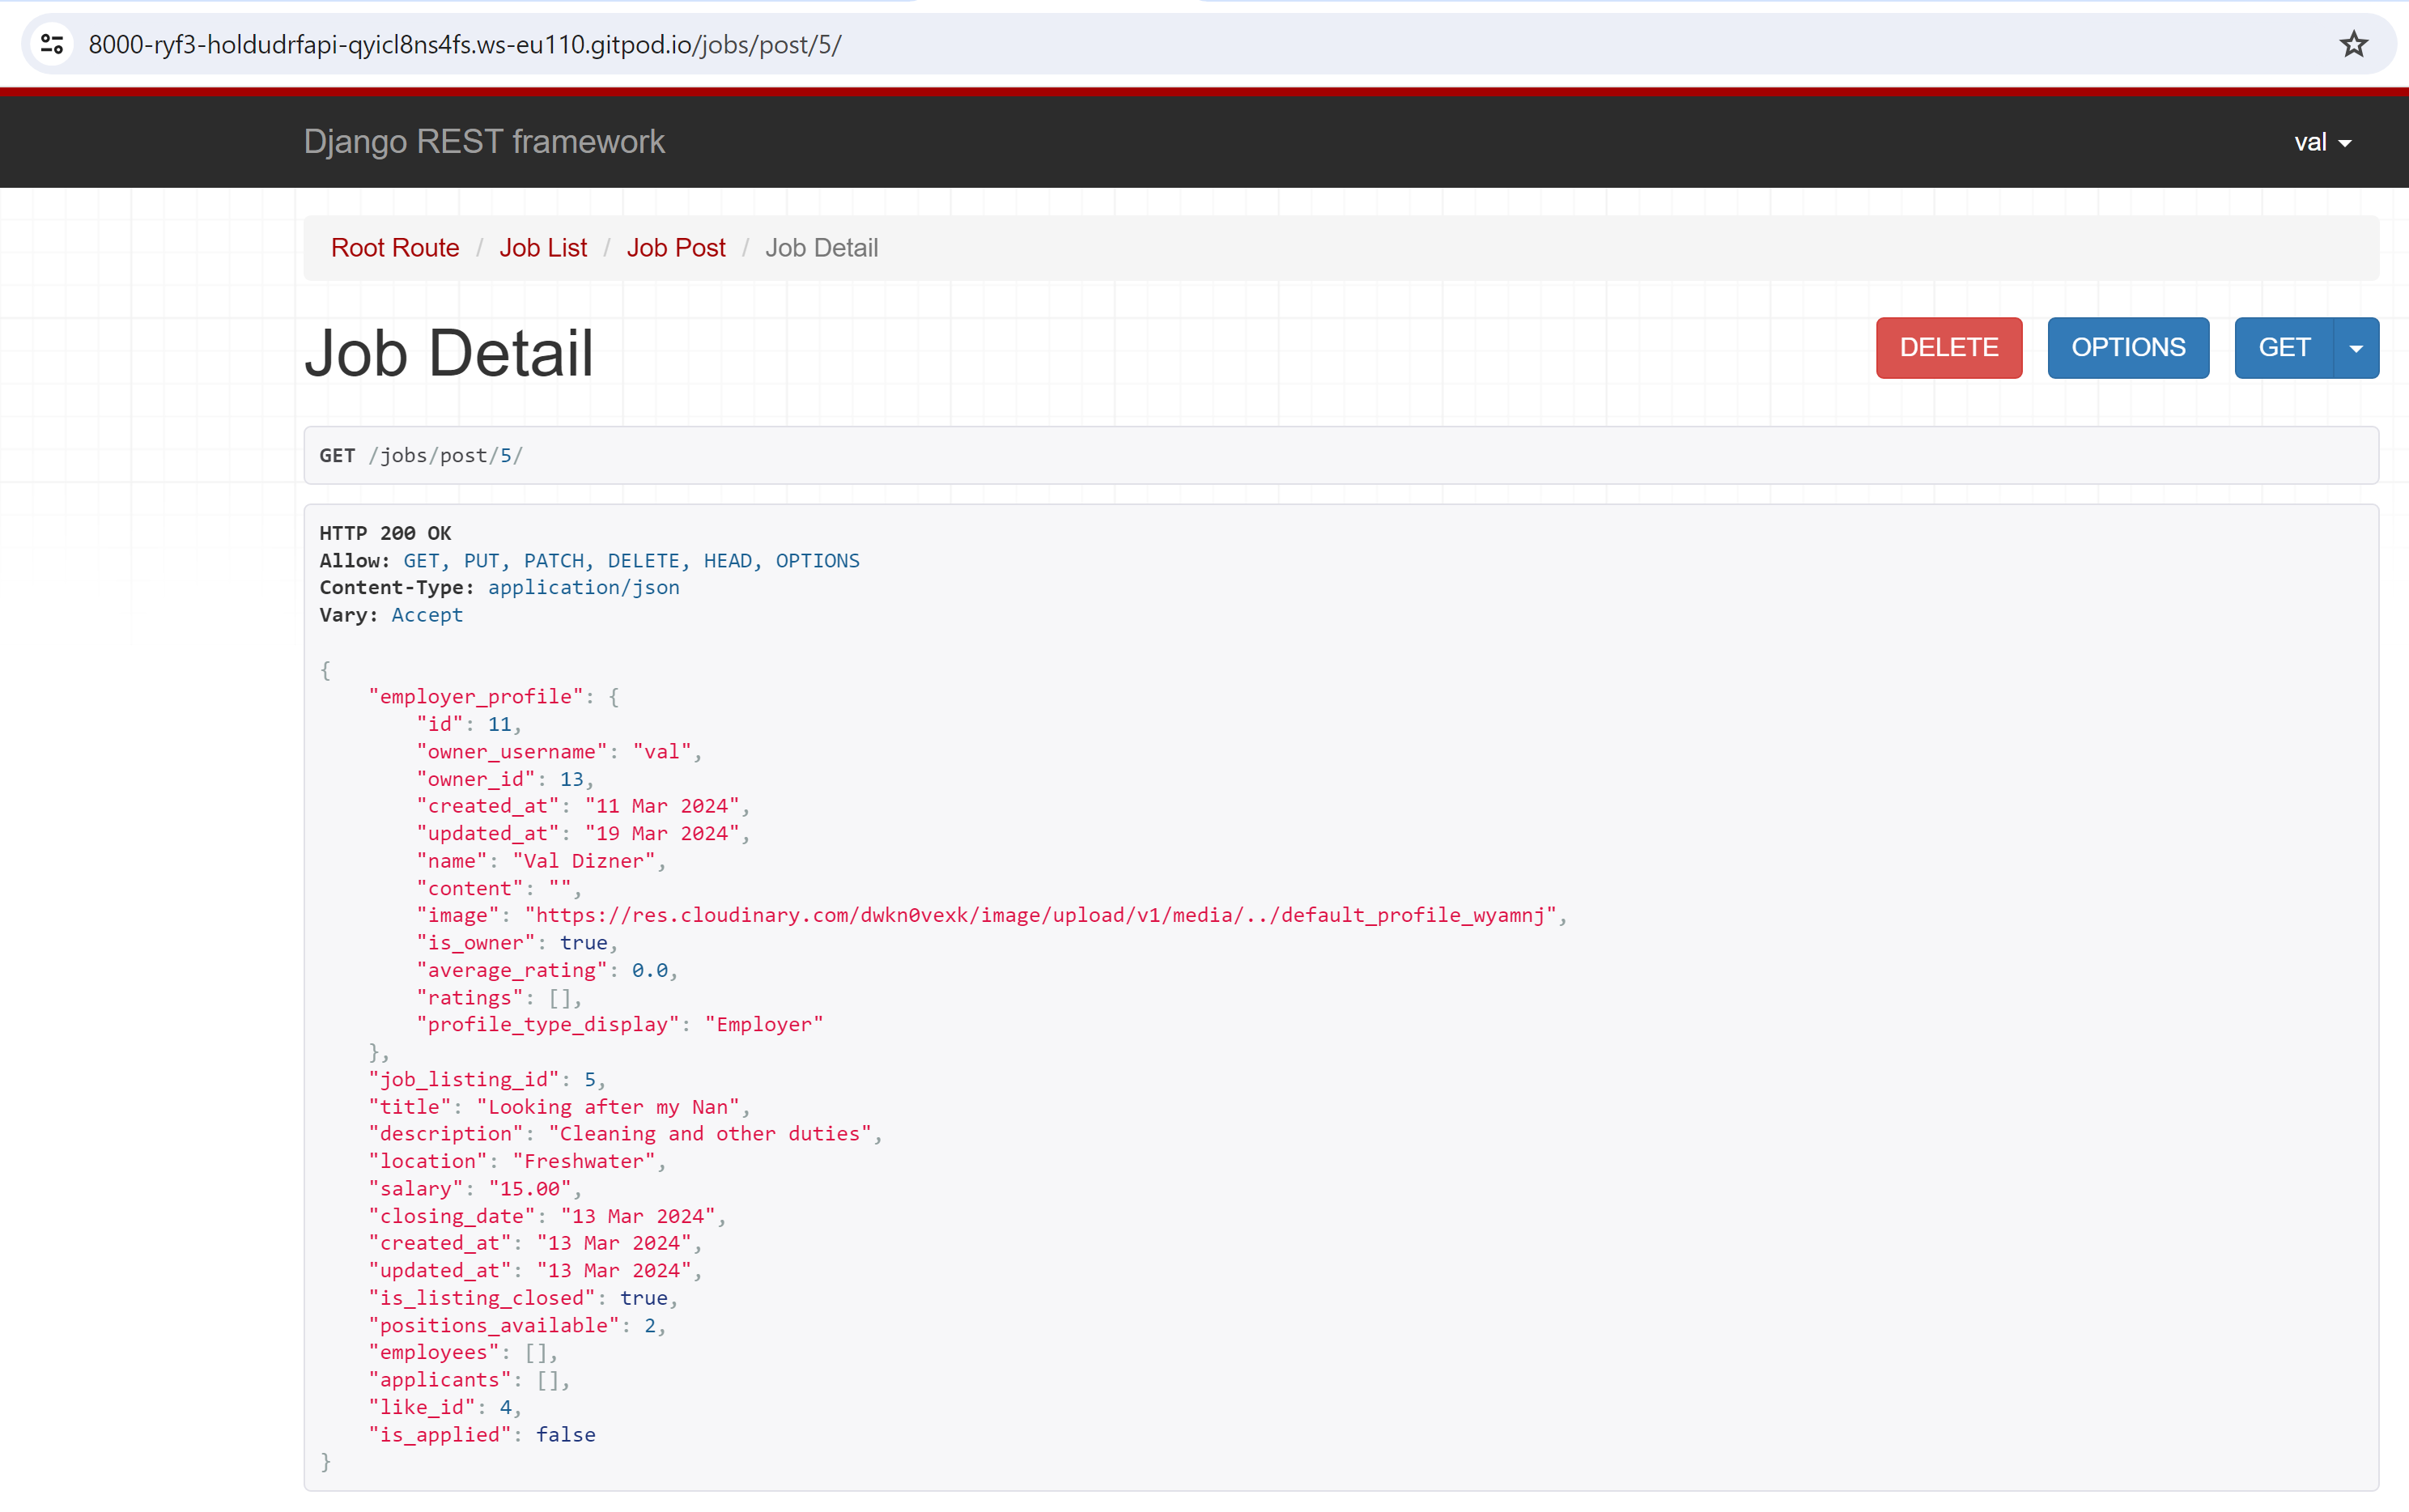 8000-ryf3-holdudrfapi-qyicl8ns4fs.ws-eu110.gitpod.io/jobs/post/5/
Django REST framework
val
Root Route / Job List / Job Post / Job Detail
Job Detail
DELETE
OPTIONS
GET
GET /jobs/post/5/
HTTP 200 OK
Allow: GET, PUT, PATCH, DELETE, HEAD, OPTIONS
Content-Type: application/json
Vary: Accept
{
    "employer_profile": {
        "id": 11,
        "owner_username": "val",
        "owner_id": 13,
        "created_at": "11 Mar 2024",
        "updated_at": "19 Mar 2024",
        "name": "Val Dizner",
        "content": "",
        "image": "https://res.cloudinary.com/dwkn0vexk/image/upload/v1/media/../default_profile_wyamnj",
        "is_owner": true,
        "average_rating": 0.0,
        "ratings": [],
        "profile_type_display": "Employer"
    },
    "job_listing_id": 5,
    "title": "Looking after my Nan",
    "description": "Cleaning and other duties",
    "location": "Freshwater",
    "salary": "15.00",
    "closing_date": "13 Mar 2024",
    "created_at": "13 Mar 2024",
    "updated_at": "13 Mar 2024",
    "is_listing_closed": true,
    "positions_available": 2,
    "employees": [],
    "applicants": [],
    "like_id": 4,
    "is_applied": false
}